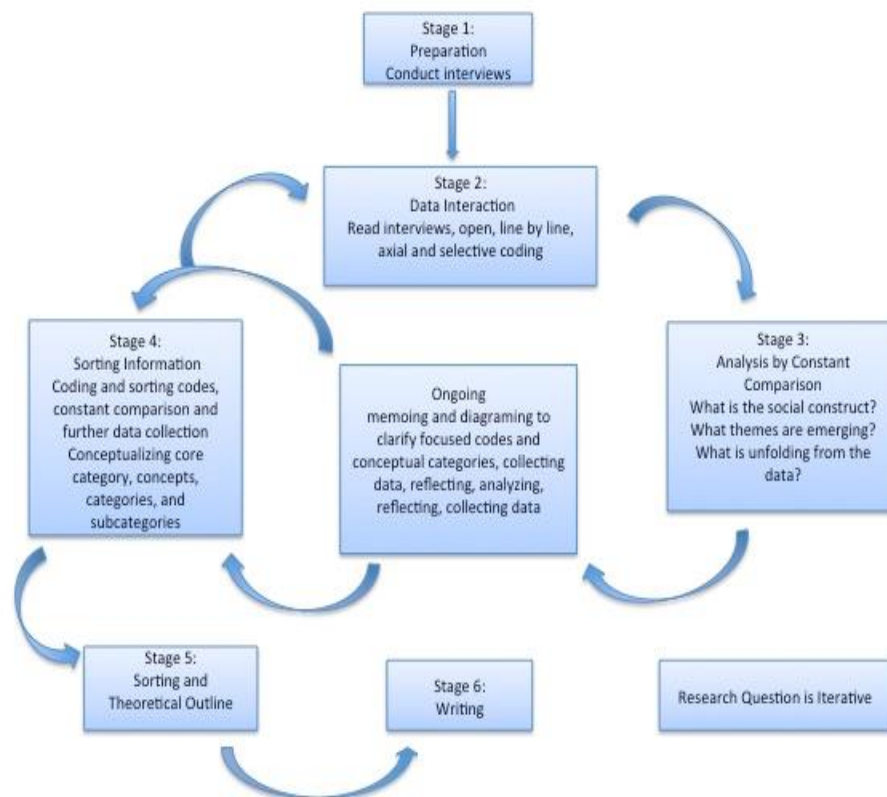 Stage 1:
Preparation
Conduct interviews
Stage 2:
Data Interaction
Read interviews, open, line by line,
axial and selective coding
Stage 4:
Sorting Information
Coding and sorting codes,
constant comparison and
further data collection
Conceptualizing core
category, concepts,
categories, and
subcategories
Ongoing
memoing and diagraming to
clarify focused codes and
conceptual categories, collecting
data, reflecting, analyzing,
reflecting, collecting data
Stage 3:
Analysis by Constant
Comparison
What is the social construct?
What themes are emerging?
What is unfolding from the
data?
Stage 5:
Sorting and
Theoretical Outline
Stage 6:
Writing
Research Question is Iterative